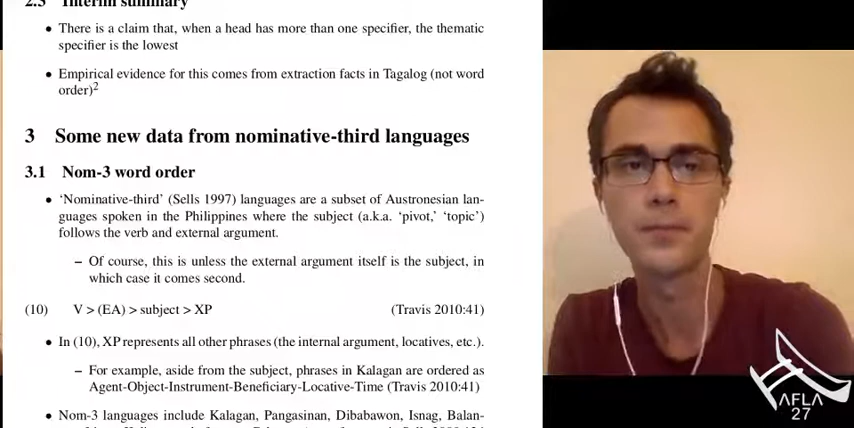 2.3 Interim summary
• There is a claim that, when a head has more than one specifier, the thematic
specifier is the lowest
• Empirical evidence for this comes from extraction facts in Tagalog (not word
order)2
3 Some new data from nominative-third languages
3.1 Nom-3 word order
• ‘Nominative-third’ (Sells 1997) languages are a subset of Austronesian lan-
guages spoken in the Philippines where the subject (a.k.a. ‘pivot,’ ‘topic’)
follows the verb and external argument.
– Of course, this is unless the external argument itself is the subject, in
which case it comes second.
(10) V > (EA) > subject > XP (Travis 2010:41)
• In (10), XP represents all other phrases (the internal argument, locatives, etc.).
– For example, aside from the subject, phrases in Kalagan are ordered as
Agent-Object-Instrument-Beneficiary-Locative-Time (Travis 2010:41)
• Nom-3 languages include Kalagan, Pangasinan, Dibabawon, Isnag, Balan-
AFLA
27